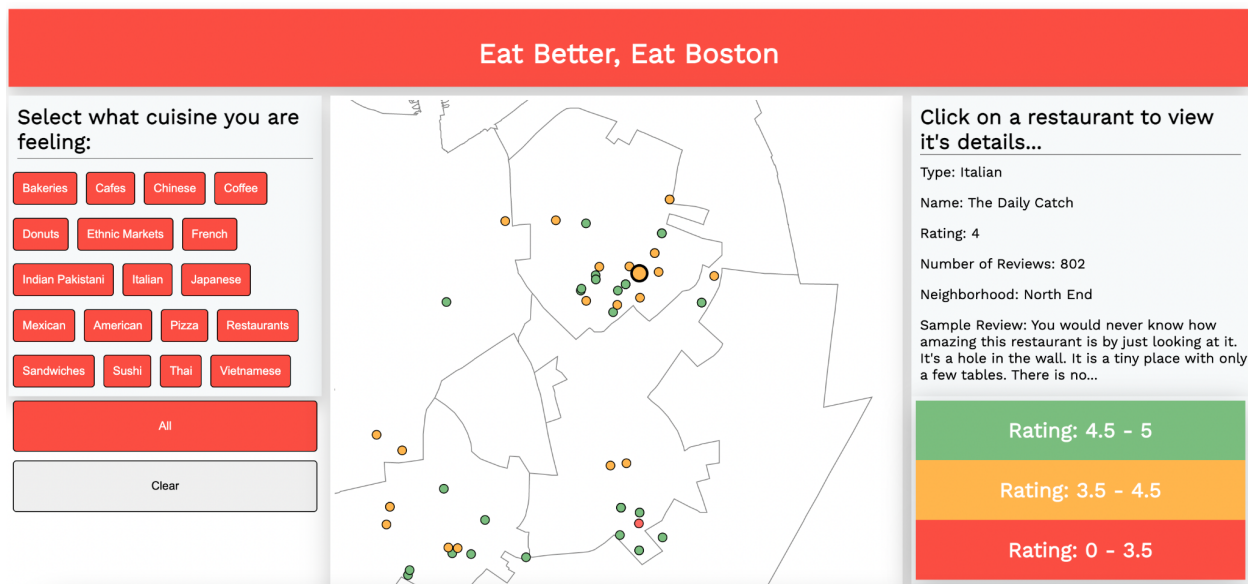 Eat Better, Eat Boston
Select what cuisine you are
feeling:
Bakeries Cafes Chinese Coffee
Donuts Ethnic Markets French
Indian Pakistani Italian Japanese
Mexican American Pizza Restaurants
Sandwiches Sushi Thai Vietnamese
All
Clear
Click on a restaurant to view
it's details...
Type: Italian
Name: The Daily Catch
Rating: 4
Number of Reviews: 802
Neighborhood: North End
Sample Review: You would never know how
amazing this restaurant is by just looking at it.
It's a hole in the wall. It is a tiny place with only
a few tables. There is no...
Rating: 4.5 - 5
Rating: 3.5 - 4.5
Rating: 0 - 3.5